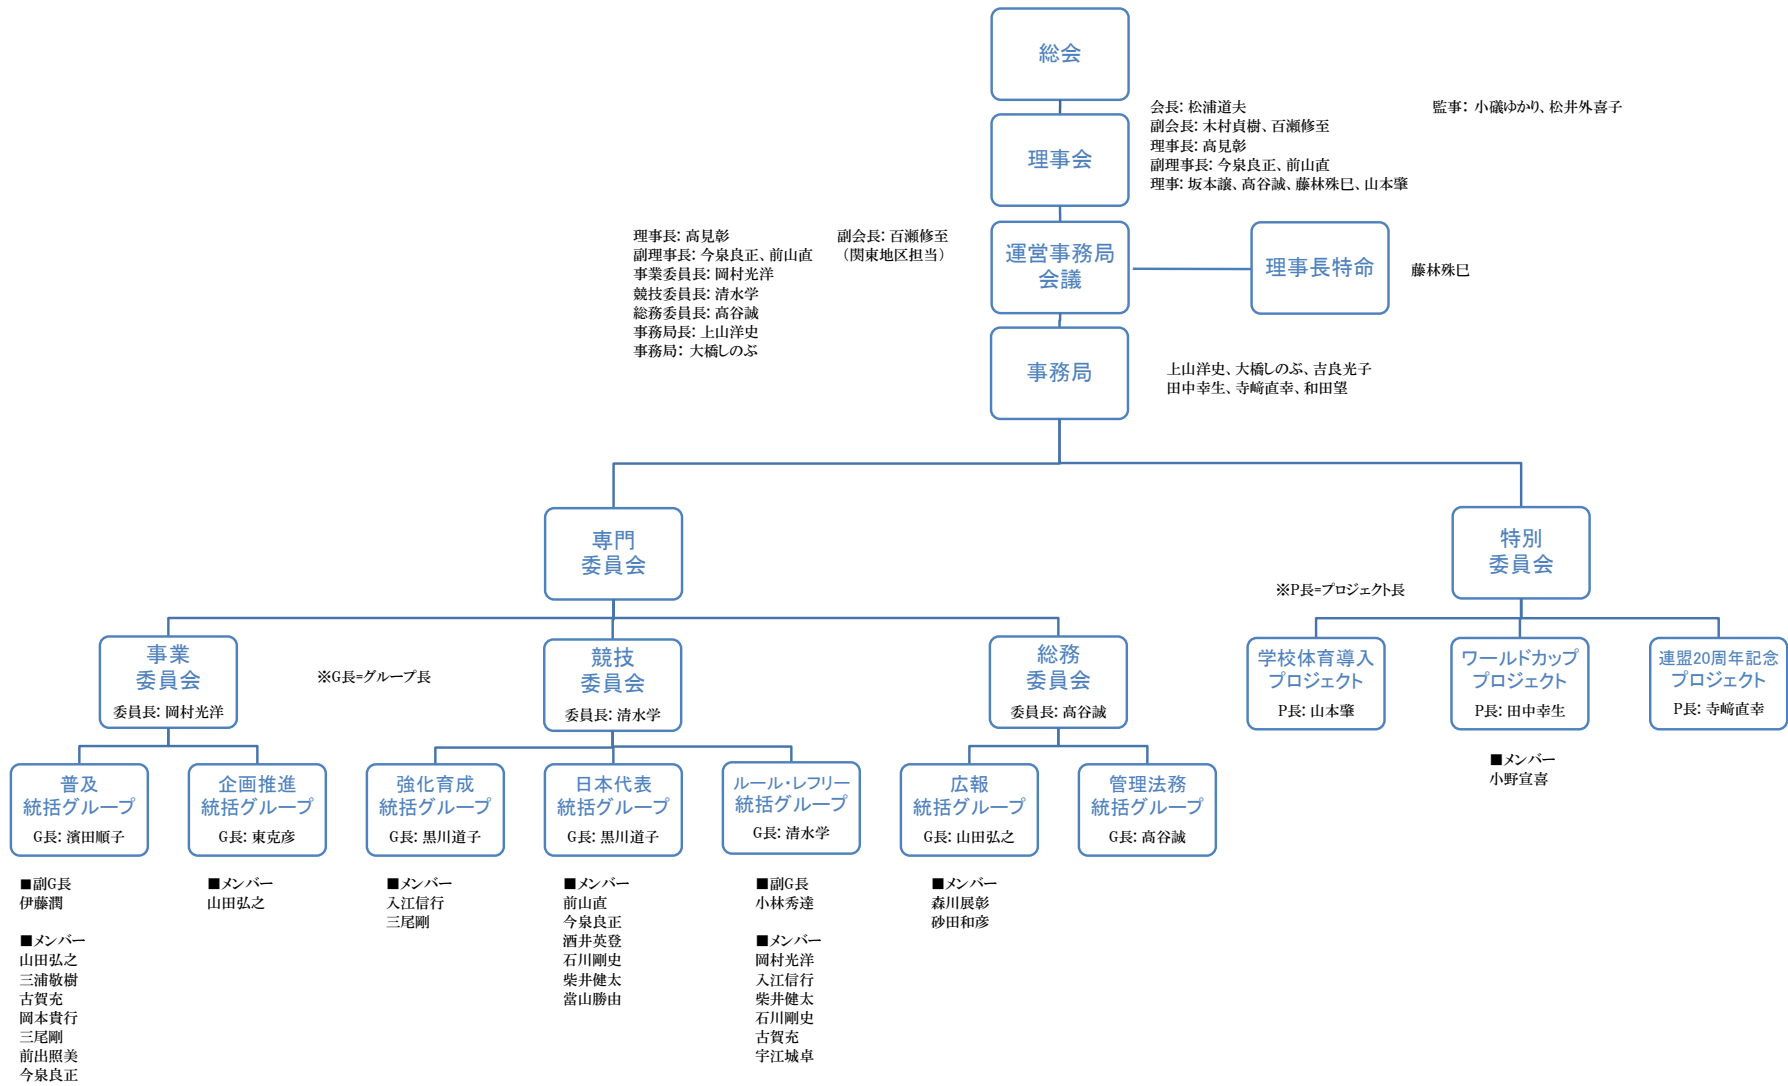 総会
会長：松浦道夫
副会長：木村貞樹、百瀬修至
理事長：髙見彰
副理事長：今泉良正、前山直
理事：坂本譲、髙谷誠、藤林殊巳、山本肇
監事： 小礒ゆかり、松井外喜子
理事会
理事長：髙見彰
副理事長：今泉良正、前山直
事業委員長：岡村光洋
競技委員長：清水学
総務委員長：髙谷誠
事務局長：上山洋史
事務局： 大橋しのぶ
副会長：百瀬修至
（関東地区担当）
運営事務局
会議
理事長特命
藤林殊巳
事務局
上山洋史、大橋しのぶ、吉良光子
田中幸生、寺﨑直幸、和田望
専門
委員会
特別
委員会
※P長=プロジェクト長
事業
委員会
委員長：岡村光洋
※G長=グループ長
競技
委員会
委員長：清水学
総務
委員会
委員長：髙谷誠
学校体育導入
プロジェクト
P長：山本肇
ワールドカップ
プロジェクト
P長：田中幸生
連盟20周年記念
プロジェクト
P長：寺﨑直幸
■メンバー
小野宣喜
普及
統括グループ
G長：濱田順子
企画推進
統括グループ
G長：東克彦
強化育成
統括グループ
G長：黒川道子
日本代表
統括グループ
G長：黒川道子
ルール・レフリー
統括グループ
G長：清水学
広報
統括グループ
G長：山田弘之
管理法務
統括グループ
G長：髙谷誠
■副G長
伊藤潤
■メンバー
山田弘之
三浦敬樹
古賀充
岡本貴行
三尾剛
前出照美
今泉良正
■メンバー
山田弘之
■メンバー
入江信行
三尾剛
■メンバー
前山直
今泉良正
酒井英登
石川剛史
柴井健太
當山勝由
■副G長
小林秀達
■メンバー
岡村光洋
入江信行
柴井健太
石川剛史
古賀充
宇江城卓
■メンバー
森川展彰
砂田和彦